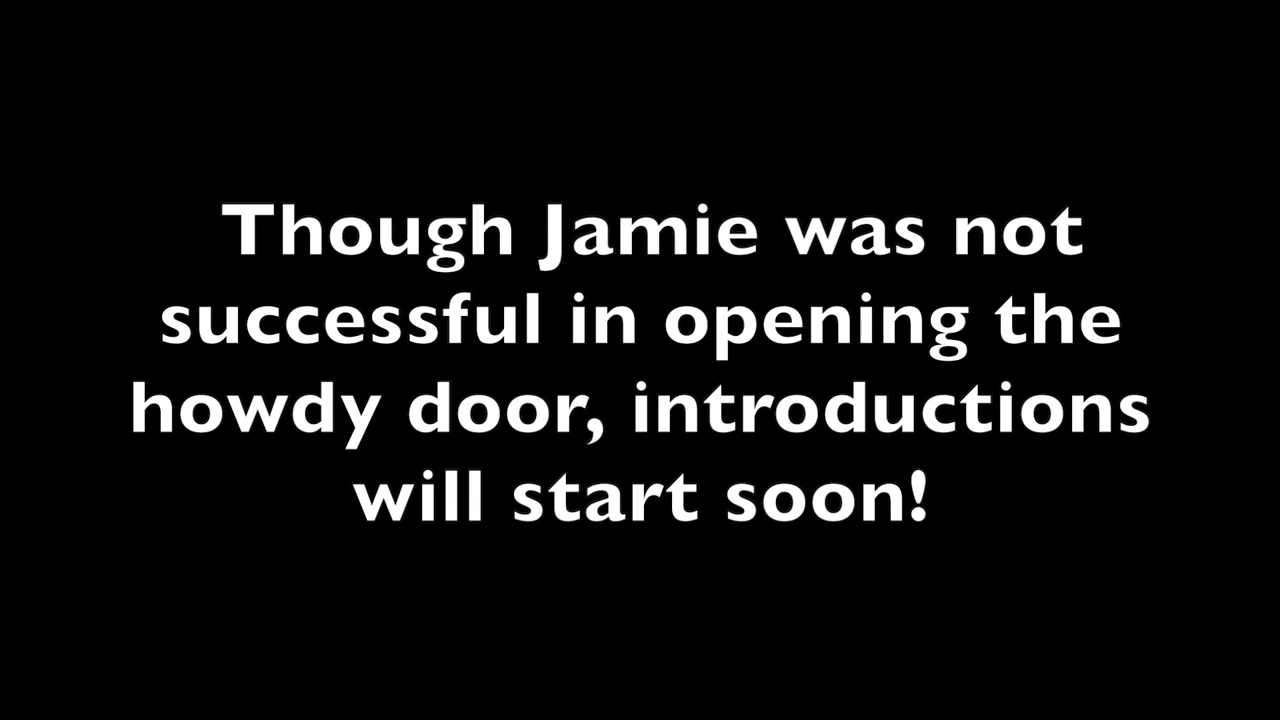 Though Jamie was not
successful in opening the
howdy door, introductions
will start soon!